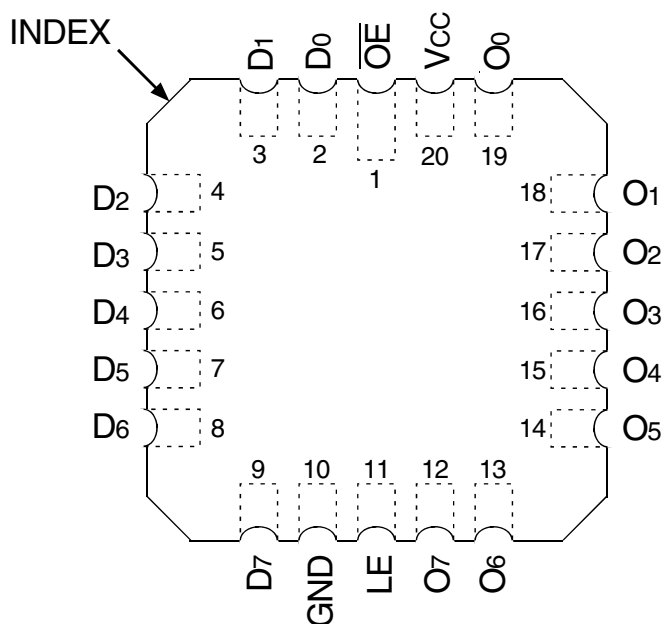 INDEX
D1 D0 O̅E̅ VCC O0
3 2 1 20 19
D2 4 18 O1
D3 5 17 O2
D4 6 16 O3
D5 7 15 O4
D6 8 14 O5
9 10 11 12 13
D7 GND LE O7 O6